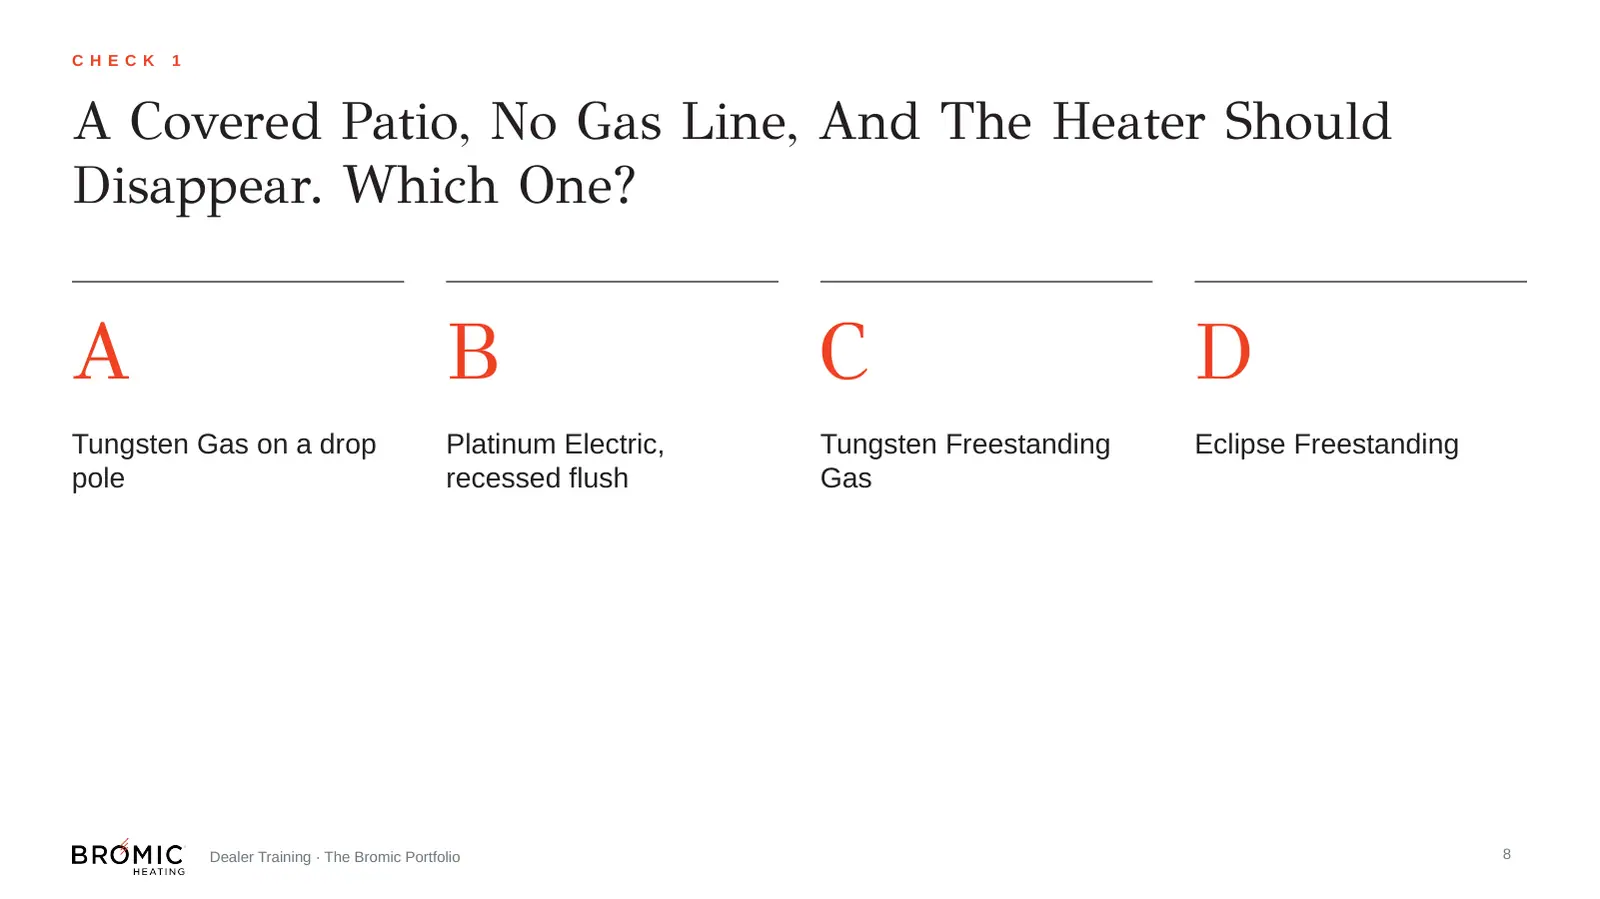 CHECK 1
A Covered Patio, No Gas Line, And The Heater Should
Disappear. Which One?
A
Tungsten Gas on a drop
pole
B
Platinum Electric,
recessed flush
C
Tungsten Freestanding
Gas
D
Eclipse Freestanding
BROMIC
HEATING
Dealer Training · The Bromic Portfolio
8